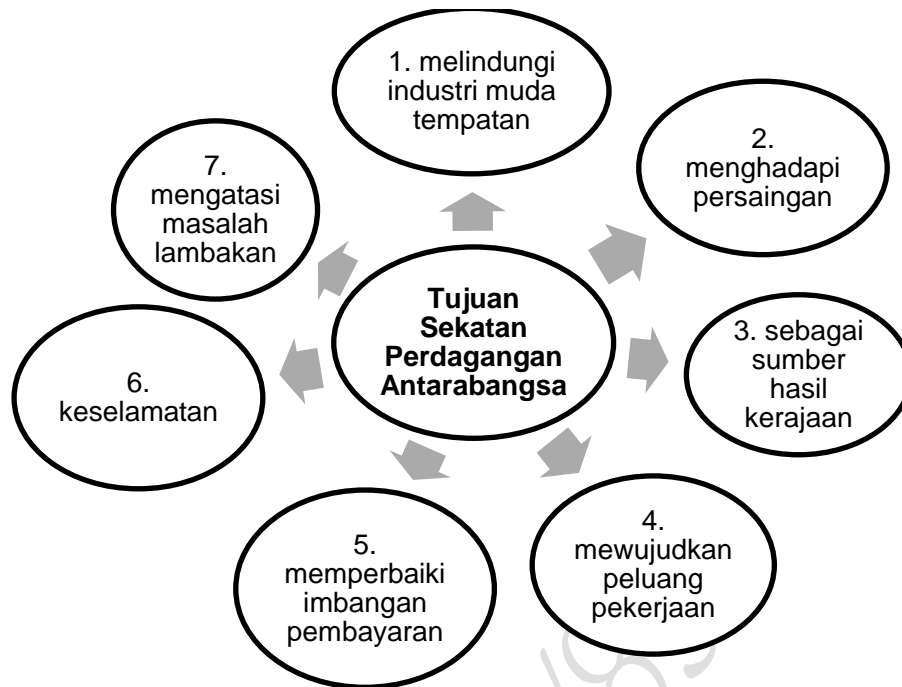 1. melindungi
industri muda
tempatan
2.
menghadapi
persaingan
3. sebagai
sumber
hasil
kerajaan
4.
mewujudkan
peluang
pekerjaan
5.
memperbaiki
imbangan
pembayaran
6.
keselamatan
7.
mengatasi
masalah
lambakan
Tujuan
Sekatan
Perdagangan
Antarabangsa